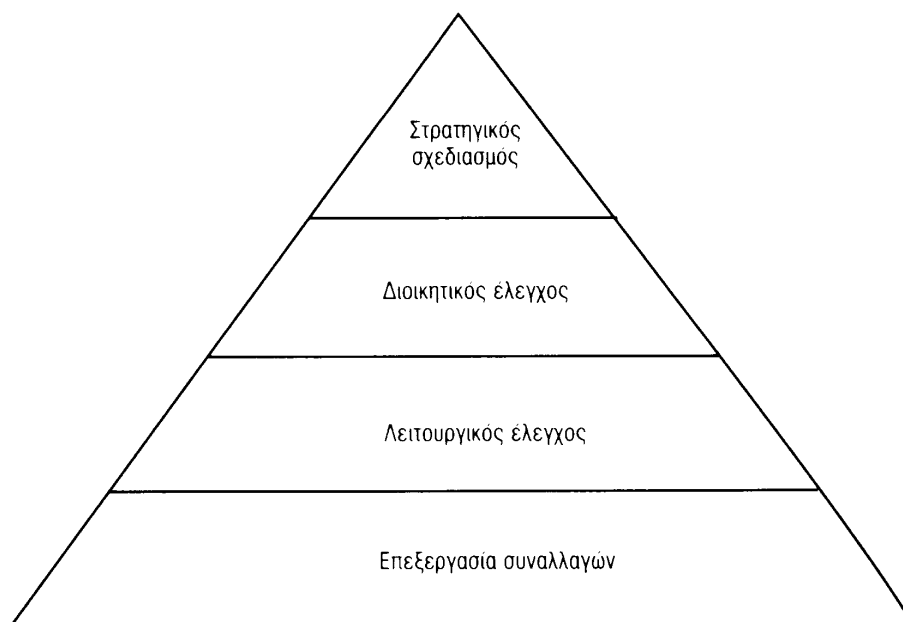 Στρατηγικός
σχεδιασμός
Διοικητικός έλεγχος
Λειτουργικός έλεγχος
Επεξεργασία συναλλαγών